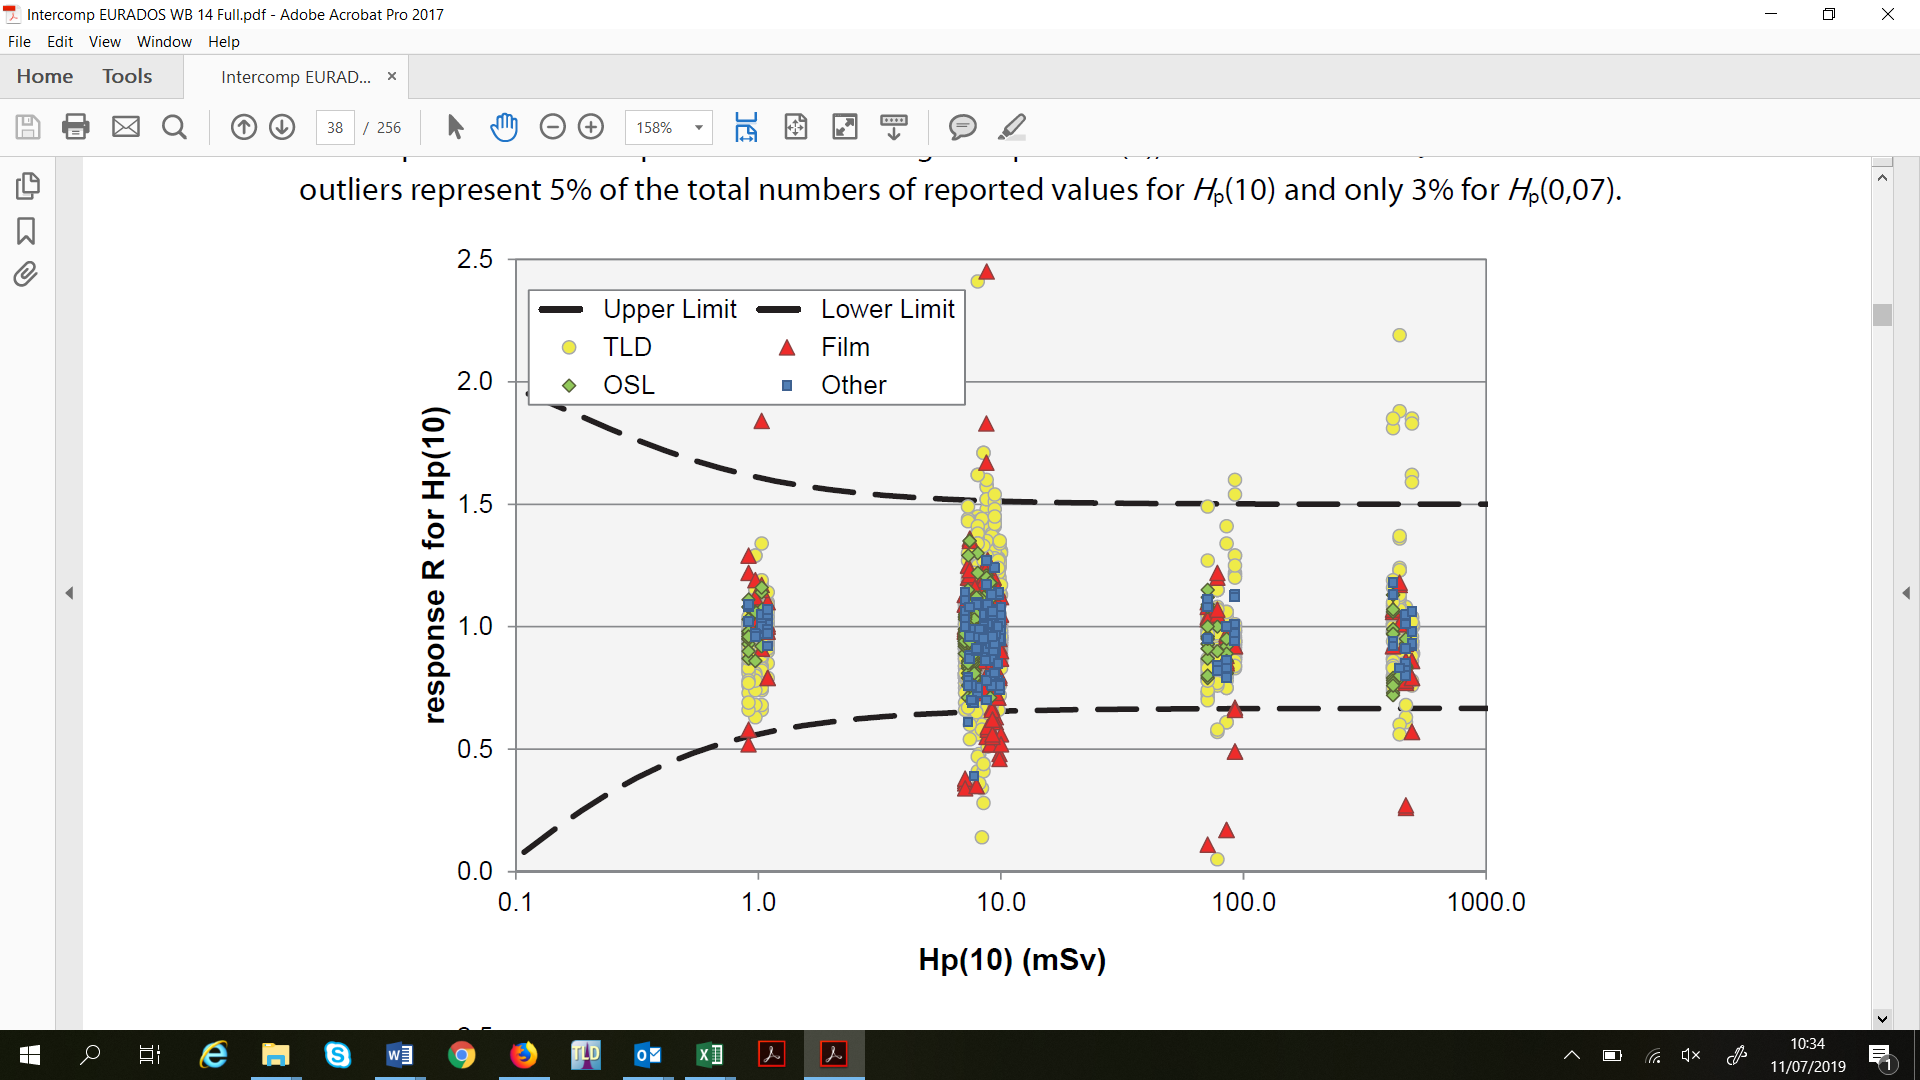 Intercomp EURADOS WB 14 Full.pdf - Adobe Acrobat Pro 2017
File Edit View Window Help
Home Tools Intercomp EURAD... ×
38 / 256 158%
outliers represent 5% of the total numbers of reported values for Hp(10) and only 3% for Hp(0,07).
2.5
Upper Limit Lower Limit
TLD Film
OSL Other
2.0
1.5
1.0
0.5
0.0
response R for Hp(10)
0.1 1.0 10.0 100.0 1000.0
Hp(10) (mSv)
TLD
10:34
11/07/2019
1